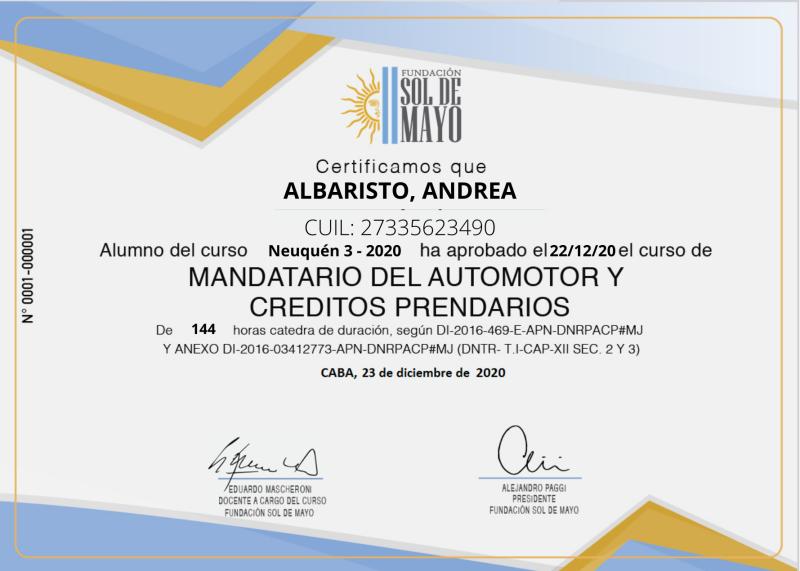 FUNDACIÓN
SOL DE
MAYO
Certificamos que
ALBARISTO, ANDREA
CUIL: 27335623490
Alumno del curso Neuquén 3 - 2020 ha aprobado el 22/12/20 el curso de
MANDATARIO DEL AUTOMOTOR Y
CREDITOS PRENDARIOS
De 144 horas catedra de duración, según DI-2016-469-E-APN-DNRPACP#MJ
Y ANEXO DI-2016-03412773-APN-DNRPACP#MJ (DNTR- T.I-CAP-XII SEC. 2 Y 3)
CABA, 23 de diciembre de 2020
N° 0001-000001
EDUARDO MASCHERONI
DOCENTE A CARGO DEL CURSO
FUNDACIÓN SOL DE MAYO
ALEJANDRO PAGGI
PRESIDENTE
FUNDACIÓN SOL DE MAYO